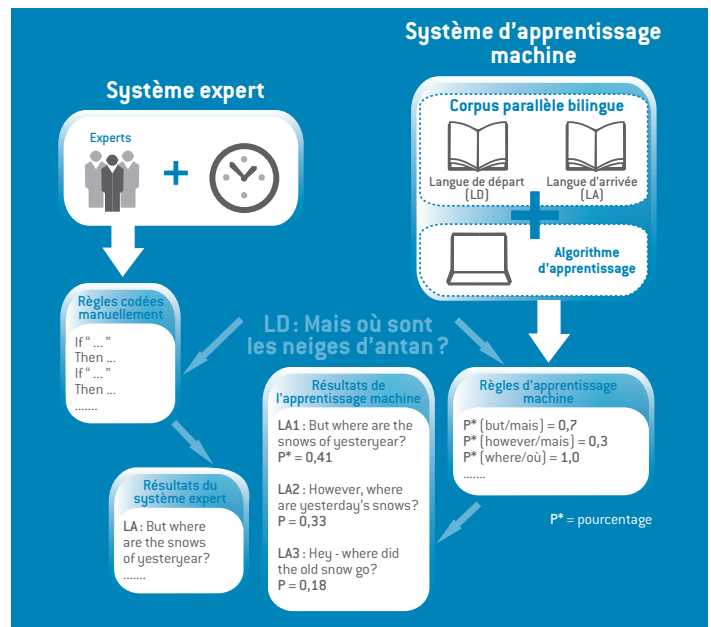 Système expert
Experts
Système d'apprentissage
machine
Corpus parallèle bilingue
Langue de départ
(LD)
Langue d'arrivée
(LA)
Algorithme
d'apprentissage
Règles codées
manuellement
If “ ... ”
Then ...
If “ ... ”
Then ...
.......
LD : Mais où sont
les neiges d'antan ?
Résultats du
système expert
LA : But where
are the snows
of yesteryear?
.......
Résultats de
l'apprentissage machine
LA1 : But where are the
snows of yesteryear?
P* = 0,41
LA2 : However, where
are yesterday's snows?
P = 0,33
LA3 : Hey - where did
the old snow go?
P = 0,18
Règles d'apprentissage
machine
P* (but/mais) = 0,7
P* (however/mais) = 0,3
P* (where/où) = 1,0
.......
P* = pourcentage